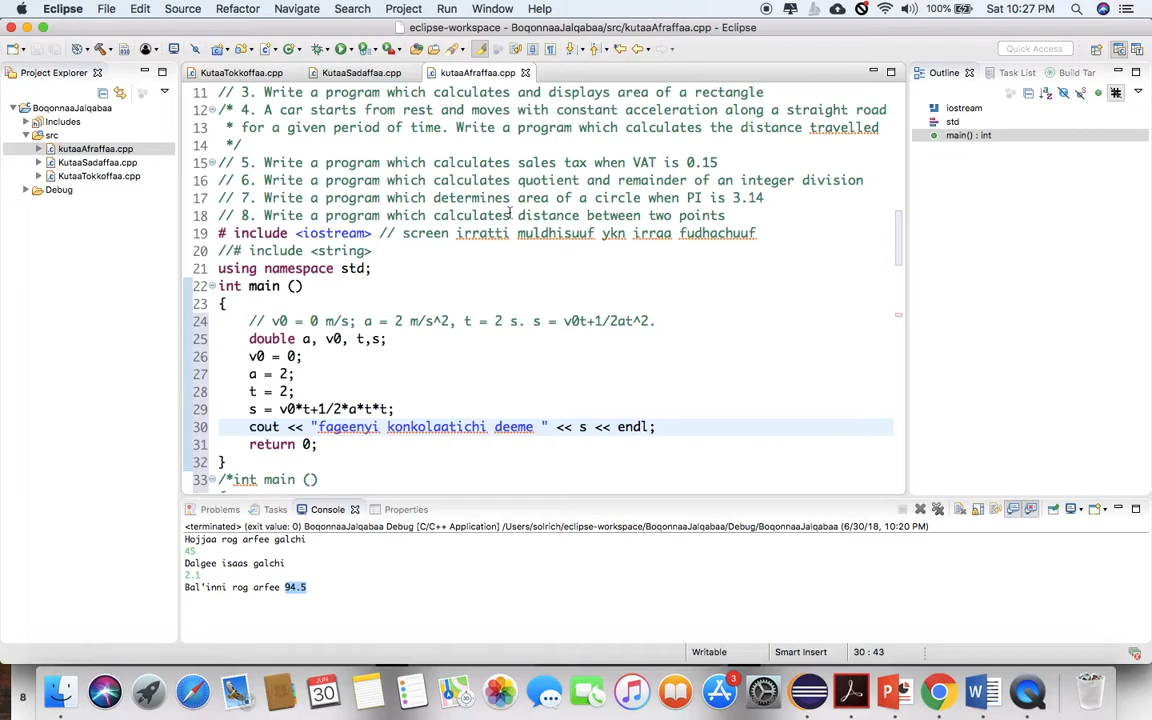 Eclipse File Edit Source Refactor Navigate Search Project Run Window Help 100% Sat 10:27 PM
eclipse-workspace - BoqonnaaJalqabaa/src/kutaaAfraffaa.cpp - Eclipse
Quick Access
Project Explorer
KutaaTokkoffaa.cpp KutaaSadaffaa.cpp kutaaAfraffaa.cpp
Outline Task List Build Tar
BoqonnaaJalqabaa
Includes
src
kutaaAfraffaa.cpp
KutaaSadaffaa.cpp
KutaaTokkoffaa.cpp
Debug
11 // 3. Write a program which calculates and displays area of a rectangle
12 /* 4. A car starts from rest and moves with constant acceleration along a straight road
13 * for a given period of time. Write a program which calculates the distance travelled
14 */
15 // 5. Write a program which calculates sales tax when VAT is 0.15
16 // 6. Write a program which calculates quotient and remainder of an integer division
17 // 7. Write a program which determines area of a circle when PI is 3.14
18 // 8. Write a program which calculates distance between two points
19 # include <iostream> // screen irratti muldhisuuf ykn irraa fudhachuuf
20 //# include <string>
21 using namespace std;
22 int main ()
23 {
24 // v0 = 0 m/s; a = 2 m/s^2, t = 2 s. s = v0t+1/2at^2.
25 double a, v0, t,s;
26 v0 = 0;
27 a = 2;
28 t = 2;
29 s = v0*t+1/2*a*t*t;
30 cout << "fageenyi konkolaatichi deeme " << s << endl;
31 return 0;
32 }
33 /*int main ()
iostream
std
main() : int
Problems Tasks Console Properties
<terminated> (exit value: 0) BoqonnaaJalqabaa Debug [C/C++ Application] /Users/solrich/eclipse-workspace/BoqonnaaJalqabaa/Debug/BoqonnaaJalqabaa (6/30/18, 10:20 PM)
Hojjaa rog arfee galchi
45
Dalgee isaas galchi
2.1
Bal'inni rog arfee 94.5
Writable Smart Insert 30 : 43
8
JUN
30
3